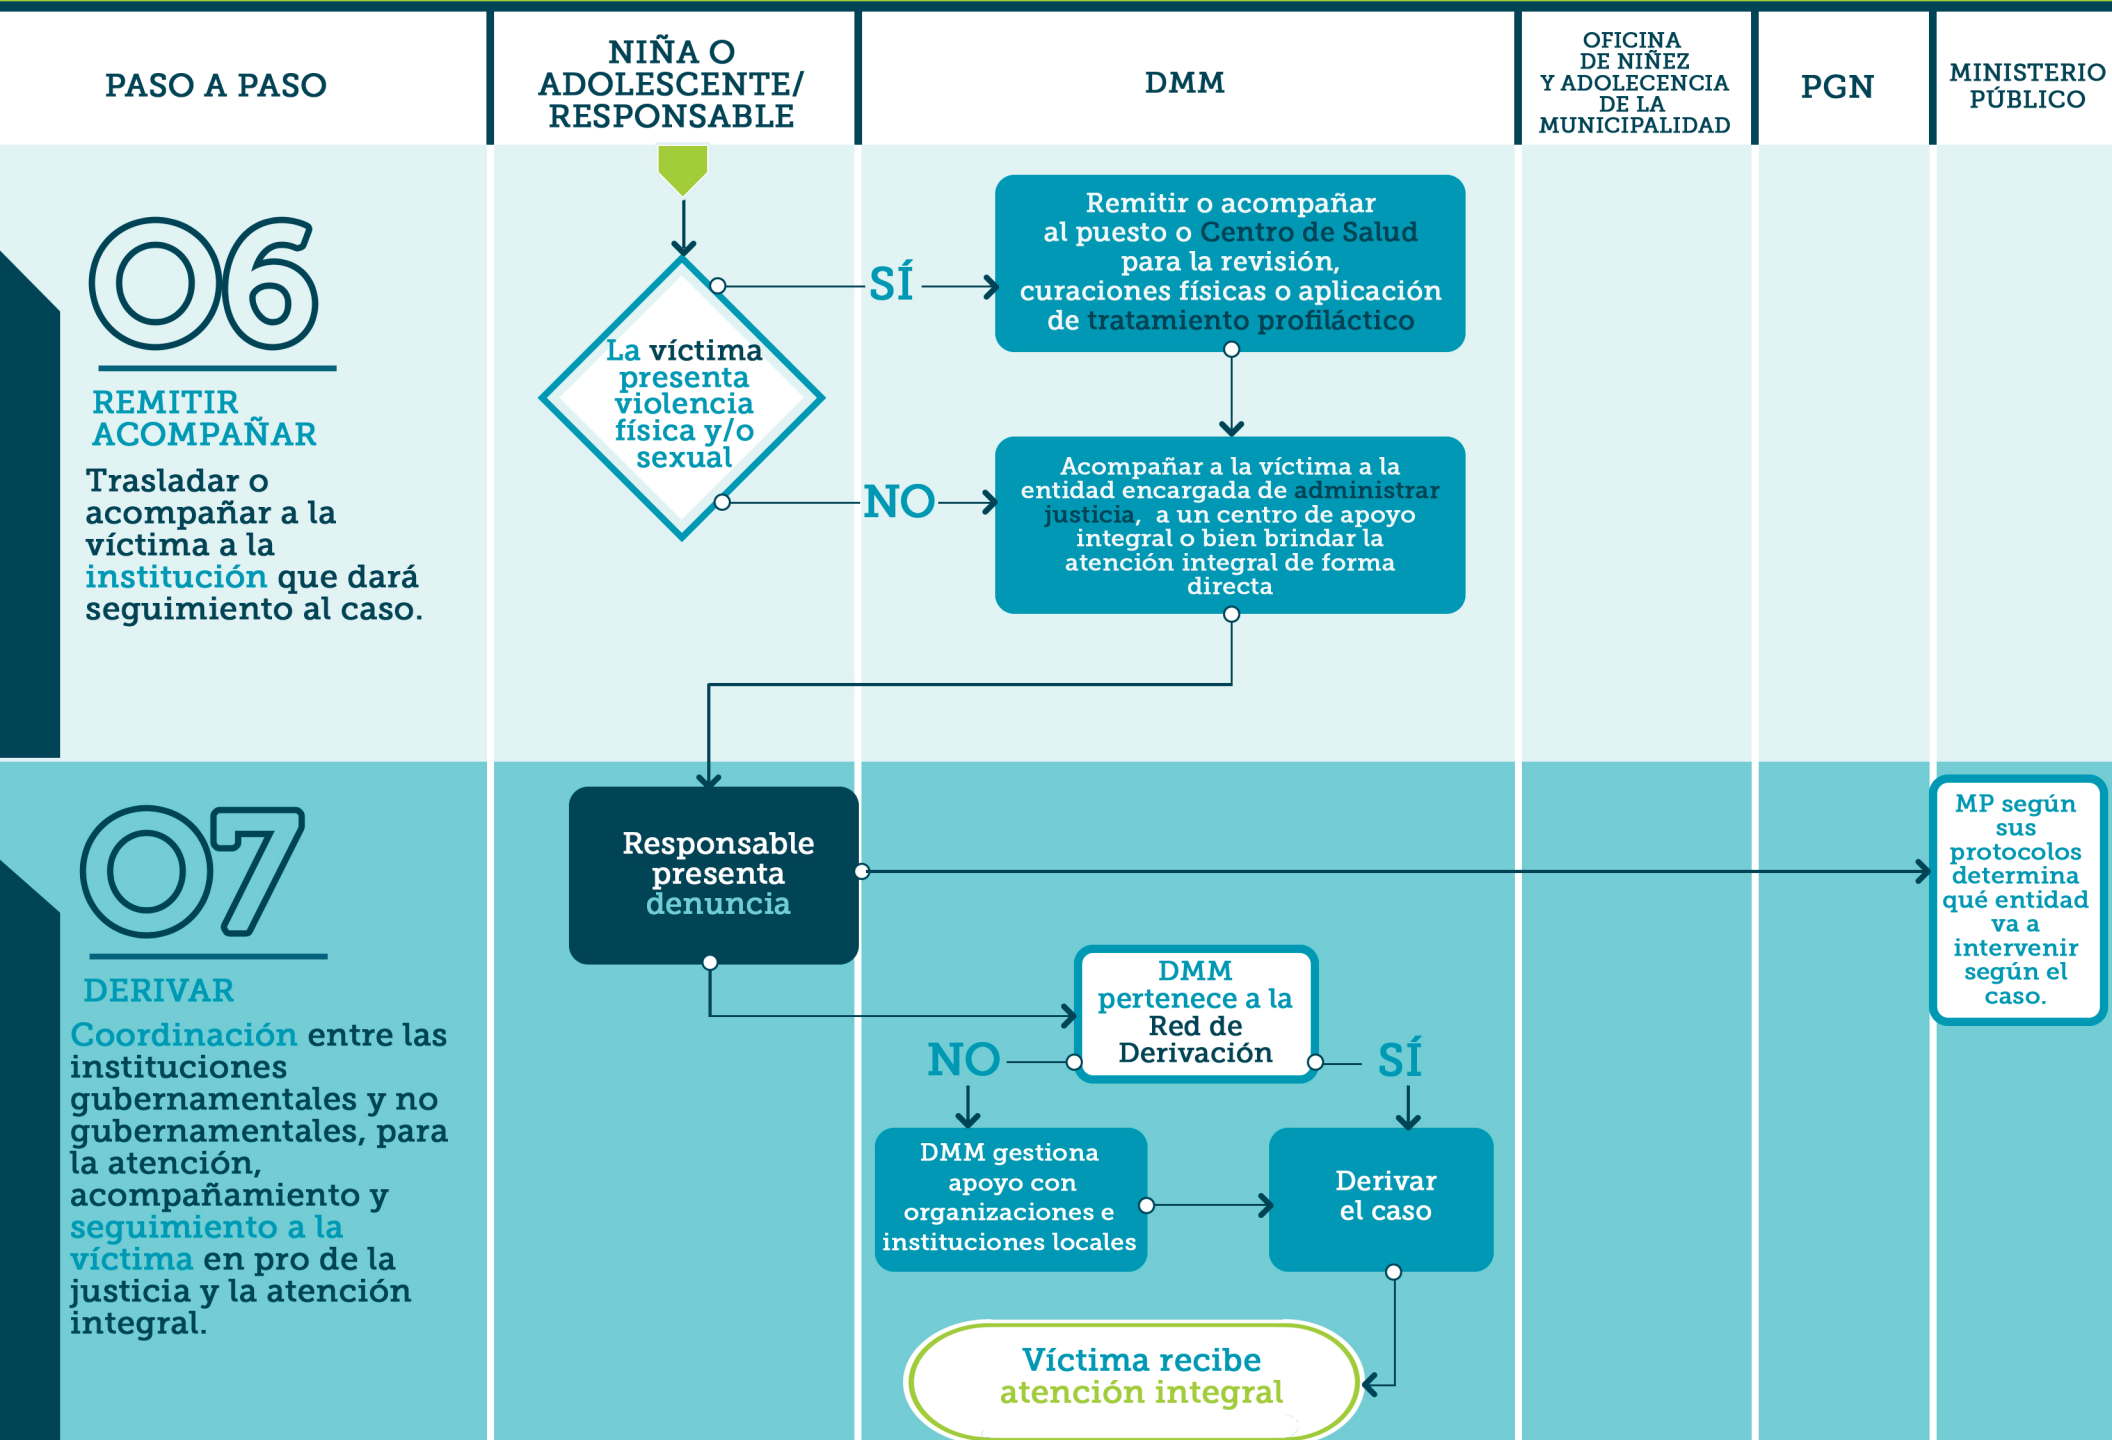 PASO A PASO
NIÑA O
ADOLESCENTE/
RESPONSABLE
DMM
OFICINA
DE NIÑEZ
Y ADOLECENCIA
DE LA
MUNICIPALIDAD
PGN
MINISTERIO
PÚBLICO
06
REMITIR
ACOMPAÑAR
Trasladar o
acompañar a la
víctima a la
institución que dará
seguimiento al caso.
La víctima
presenta
violencia
física y/o
sexual
SÍ
Remitir o acompañar
al puesto o Centro de Salud
para la revisión,
curaciones físicas o aplicación
de tratamiento profiláctico
NO
Acompañar a la víctima a la
entidad encargada de administrar
justicia, a un centro de apoyo
integral o bien brindar la
atención integral de forma
directa
07
DERIVAR
Coordinación entre las
instituciones
gubernamentales y no
gubernamentales, para
la atención,
acompañamiento y
seguimiento a la
víctima en pro de la
justicia y la atención
integral.
Responsable
presenta
denuncia
MP según
sus
protocolos
determina
qué entidad
va a
intervenir
según el
caso.
DMM
pertenece a la
Red de
Derivación
NO
SÍ
DMM gestiona
apoyo con
organizaciones e
instituciones locales
Derivar
el caso
Víctima recibe
atención integral